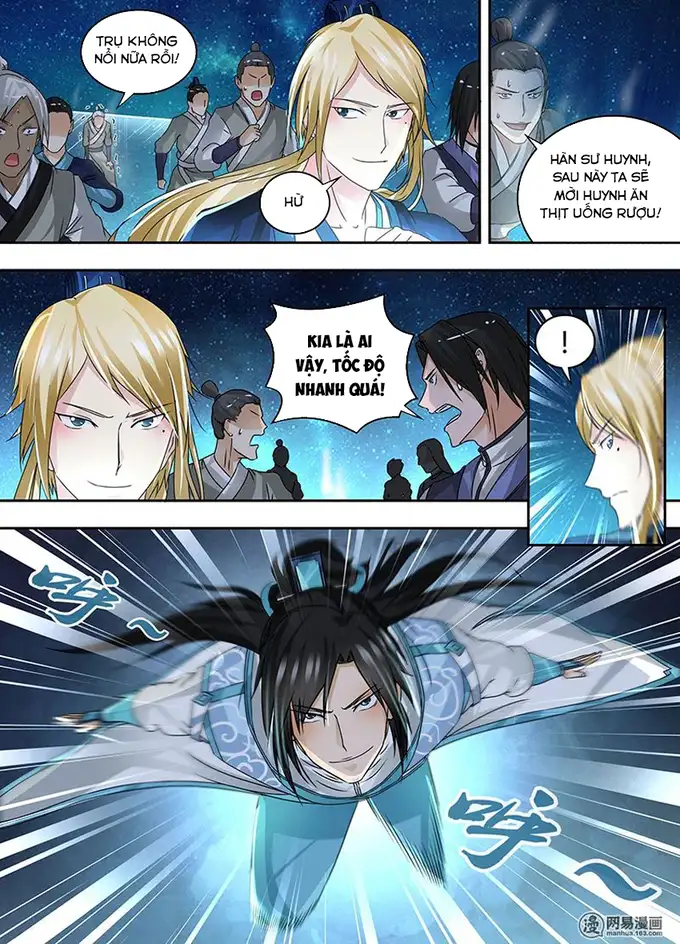 TRỤ KHÔNG
NỔI NỮA RỒI!
HỪ
HÀN SƯ HUYNH,
SAU NÀY TA SẼ
MỜI HUYNH ĂN
THỊT UỐNG RƯỢU!
KIA LÀ AI
VẬY, TỐC ĐỘ
NHANH QUÁ!
!
呼~
呼~
漫 网易漫画
manhua.163.com